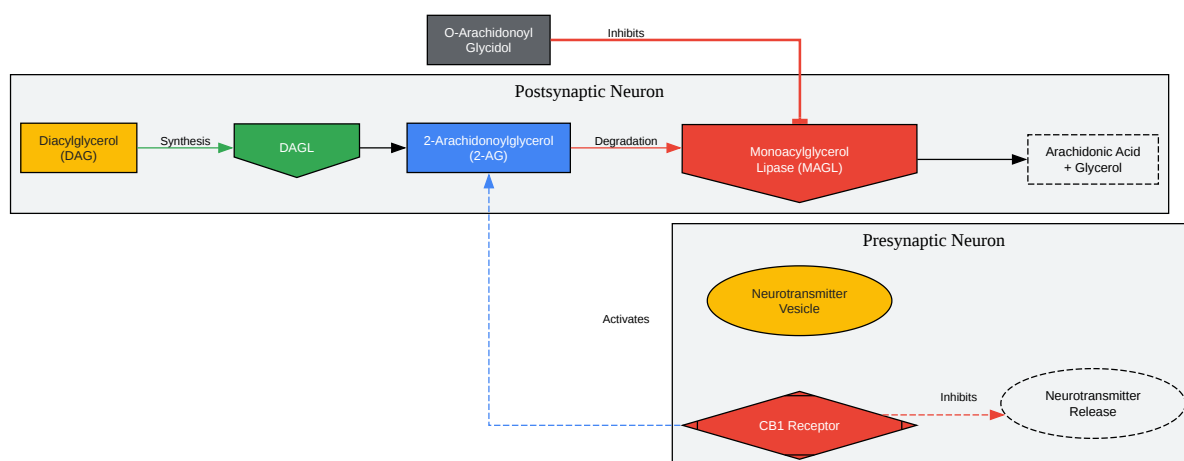 O-Arachidonoyl
Glycidol
Inhibits
Postsynaptic Neuron
Diacylglycerol
(DAG)
Synthesis
DAGL
2-Arachidonoylglycerol
(2-AG)
Degradation
Monoacylglycerol
Lipase (MAGL)
Arachidonic Acid
+ Glycerol
Presynaptic Neuron
Neurotransmitter
Vesicle
Activates
CB1 Receptor
Inhibits
Neurotransmitter
Release